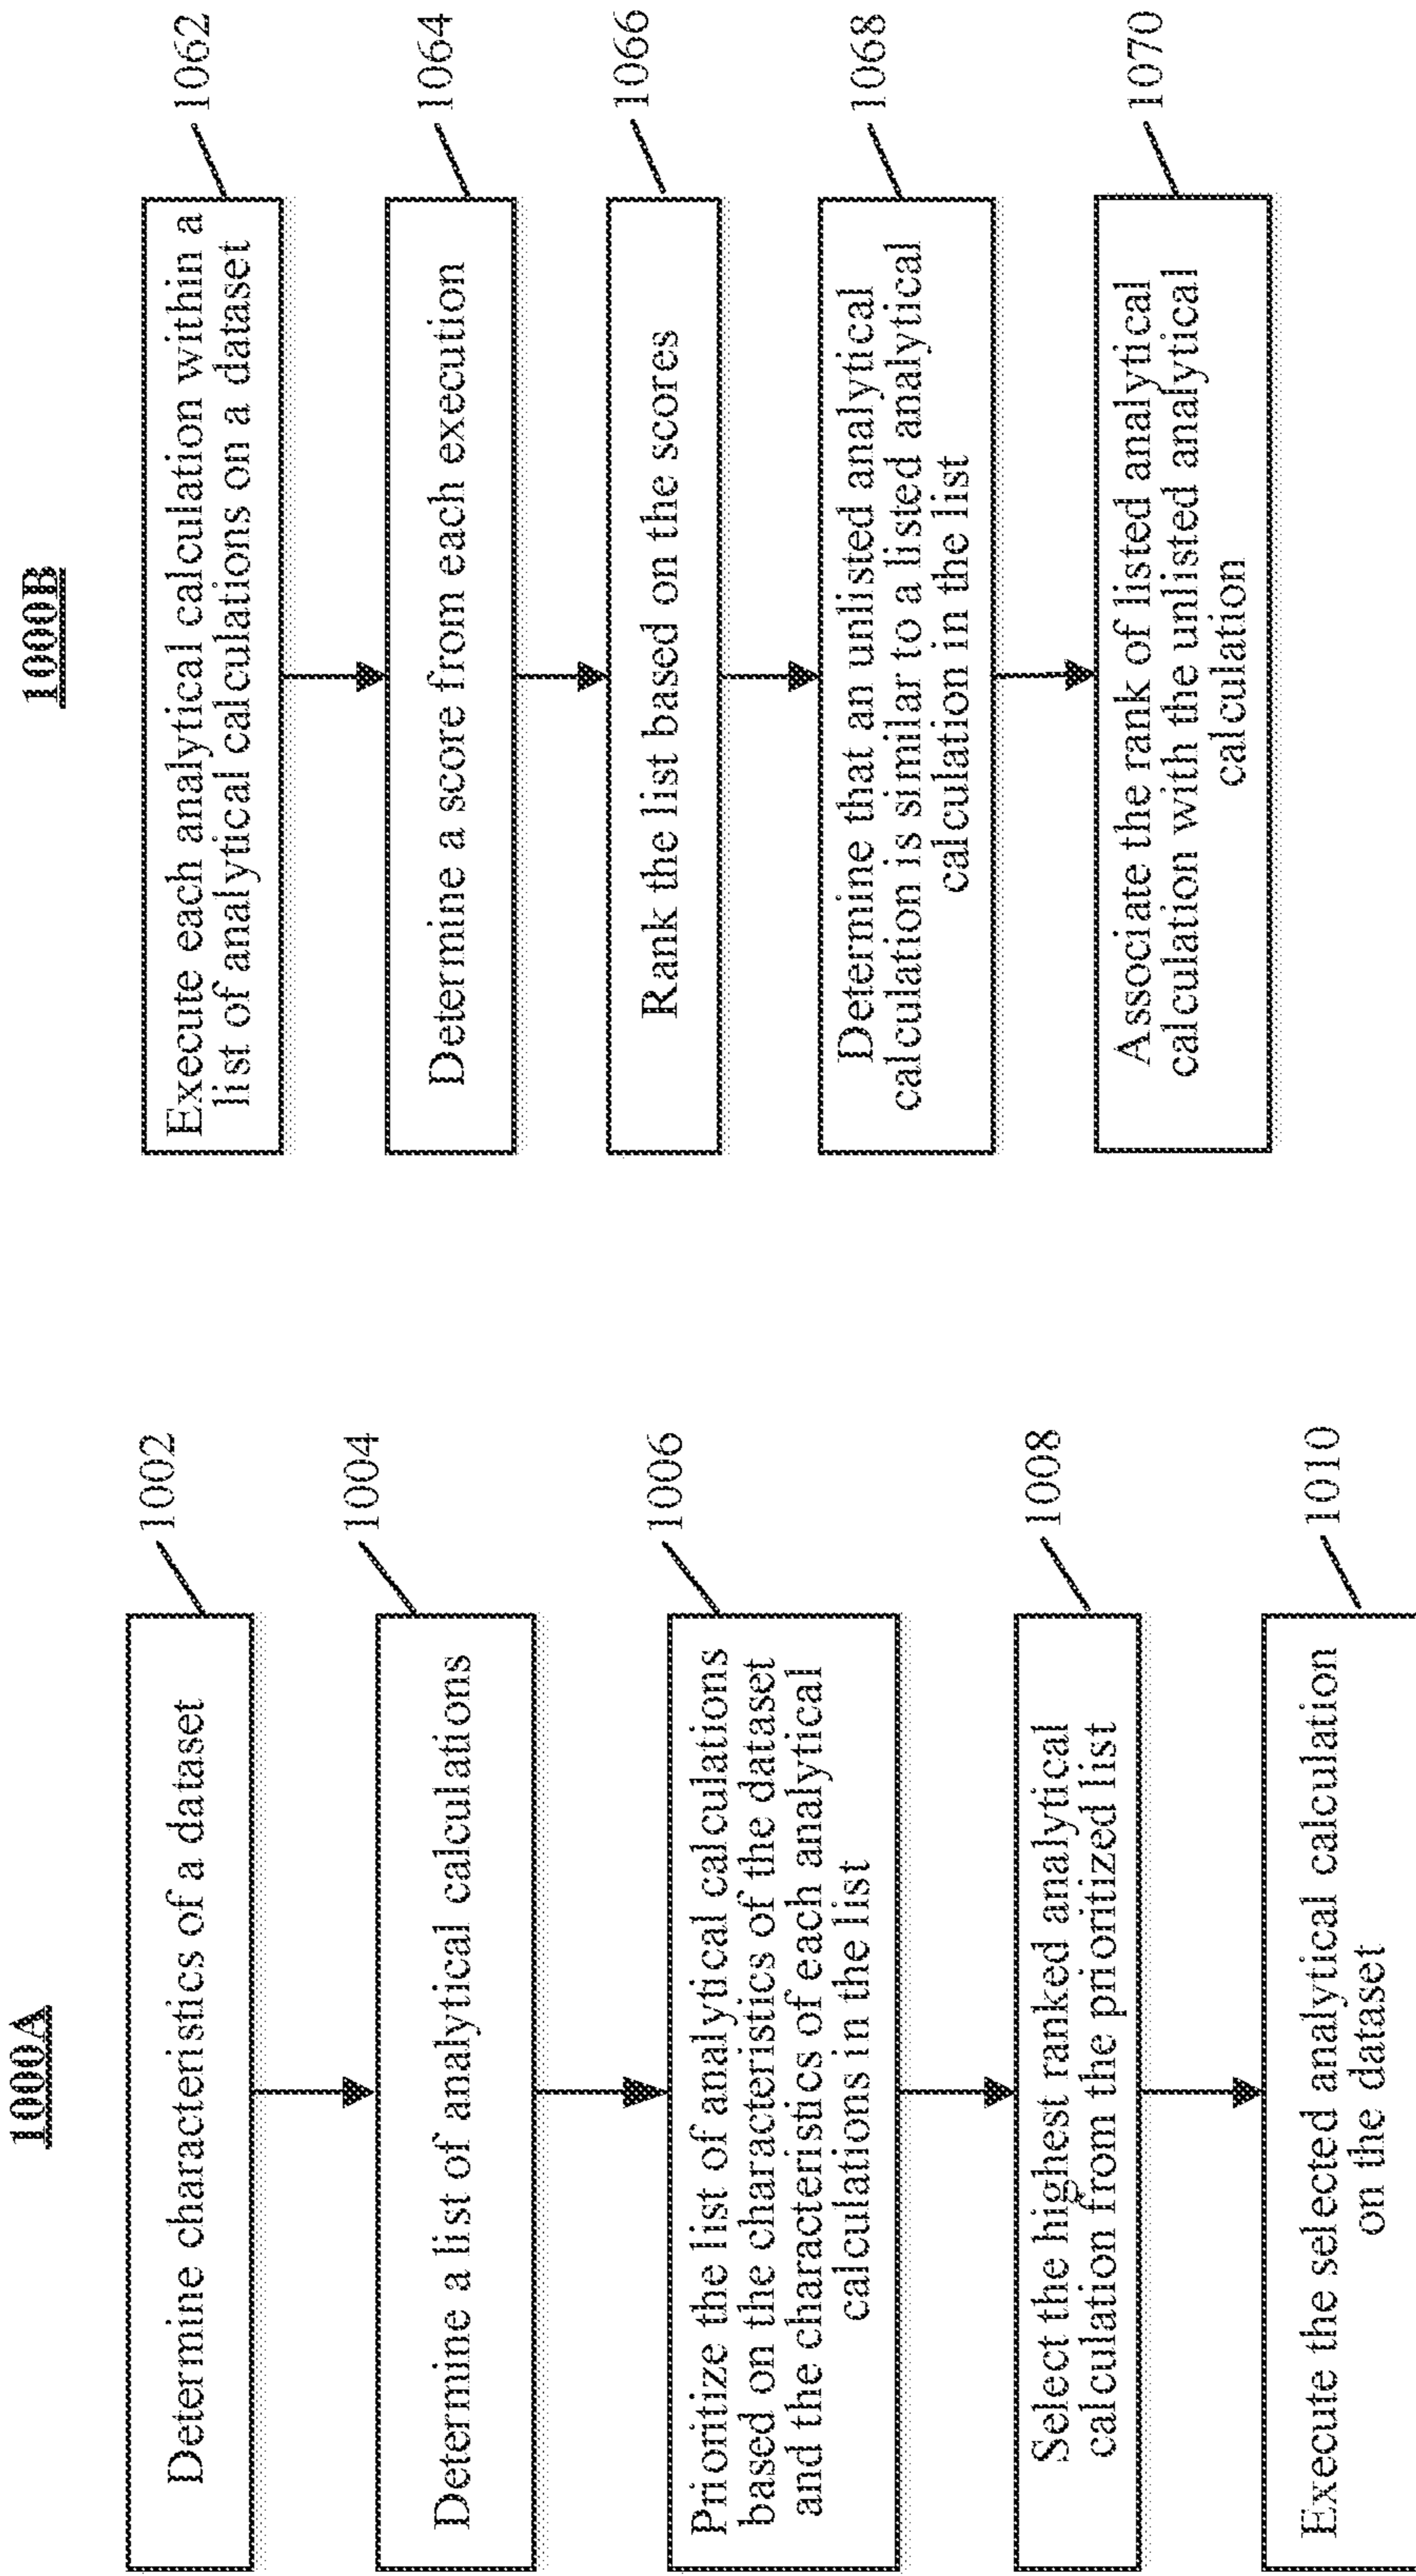 1000A
Determine characteristics of a dataset
1002
Determine a list of analytical calculations
1004
Prioritize the list of analytical calculations
based on the characteristics of the dataset
and the characteristics of each analytical
calculations in the list
1006
Select the highest ranked analytical
calculation from the prioritized list
1008
Execute the selected analytical calculation
on the dataset
1010
1000B
Execute each analytical calculation within a
list of analytical calculations on a dataset
1062
Determine a score from each execution
1064
Rank the list based on the scores
1066
Determine that an unlisted analytical
calculation is similar to a listed analytical
calculation in the list
1068
Associate the rank of listed analytical
calculation with the unlisted analytical
calculation
1070